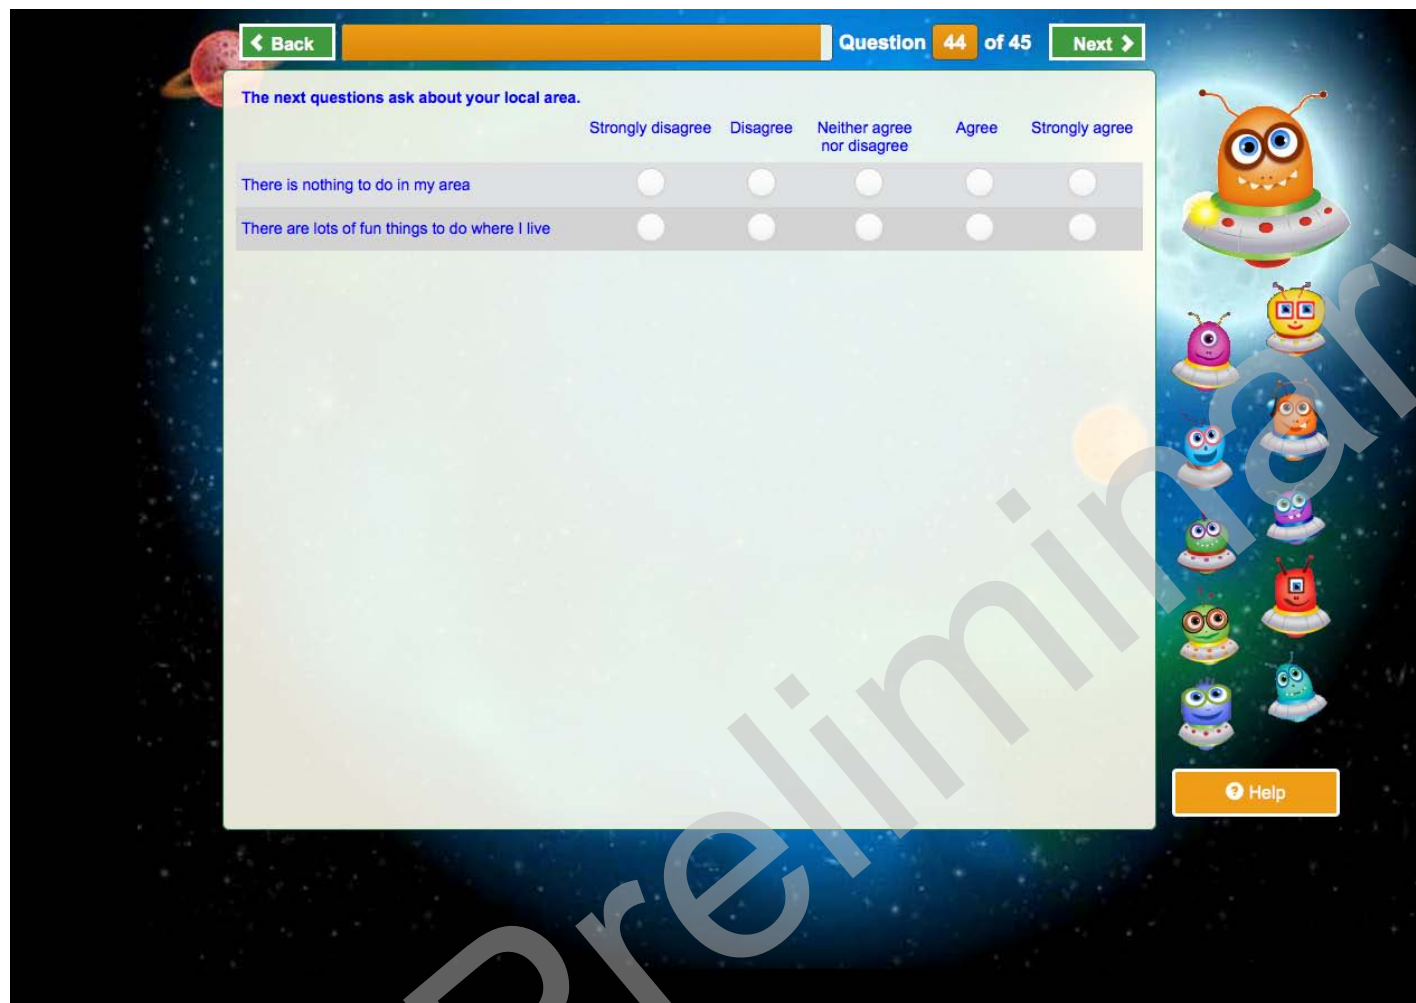 Back
Question 44 of 45
Next
The next questions ask about your local area.
Strongly disagree Disagree Neither agree nor disagree Agree Strongly agree
There is nothing to do in my area
There are lots of fun things to do where I live
? Help
Preliminary